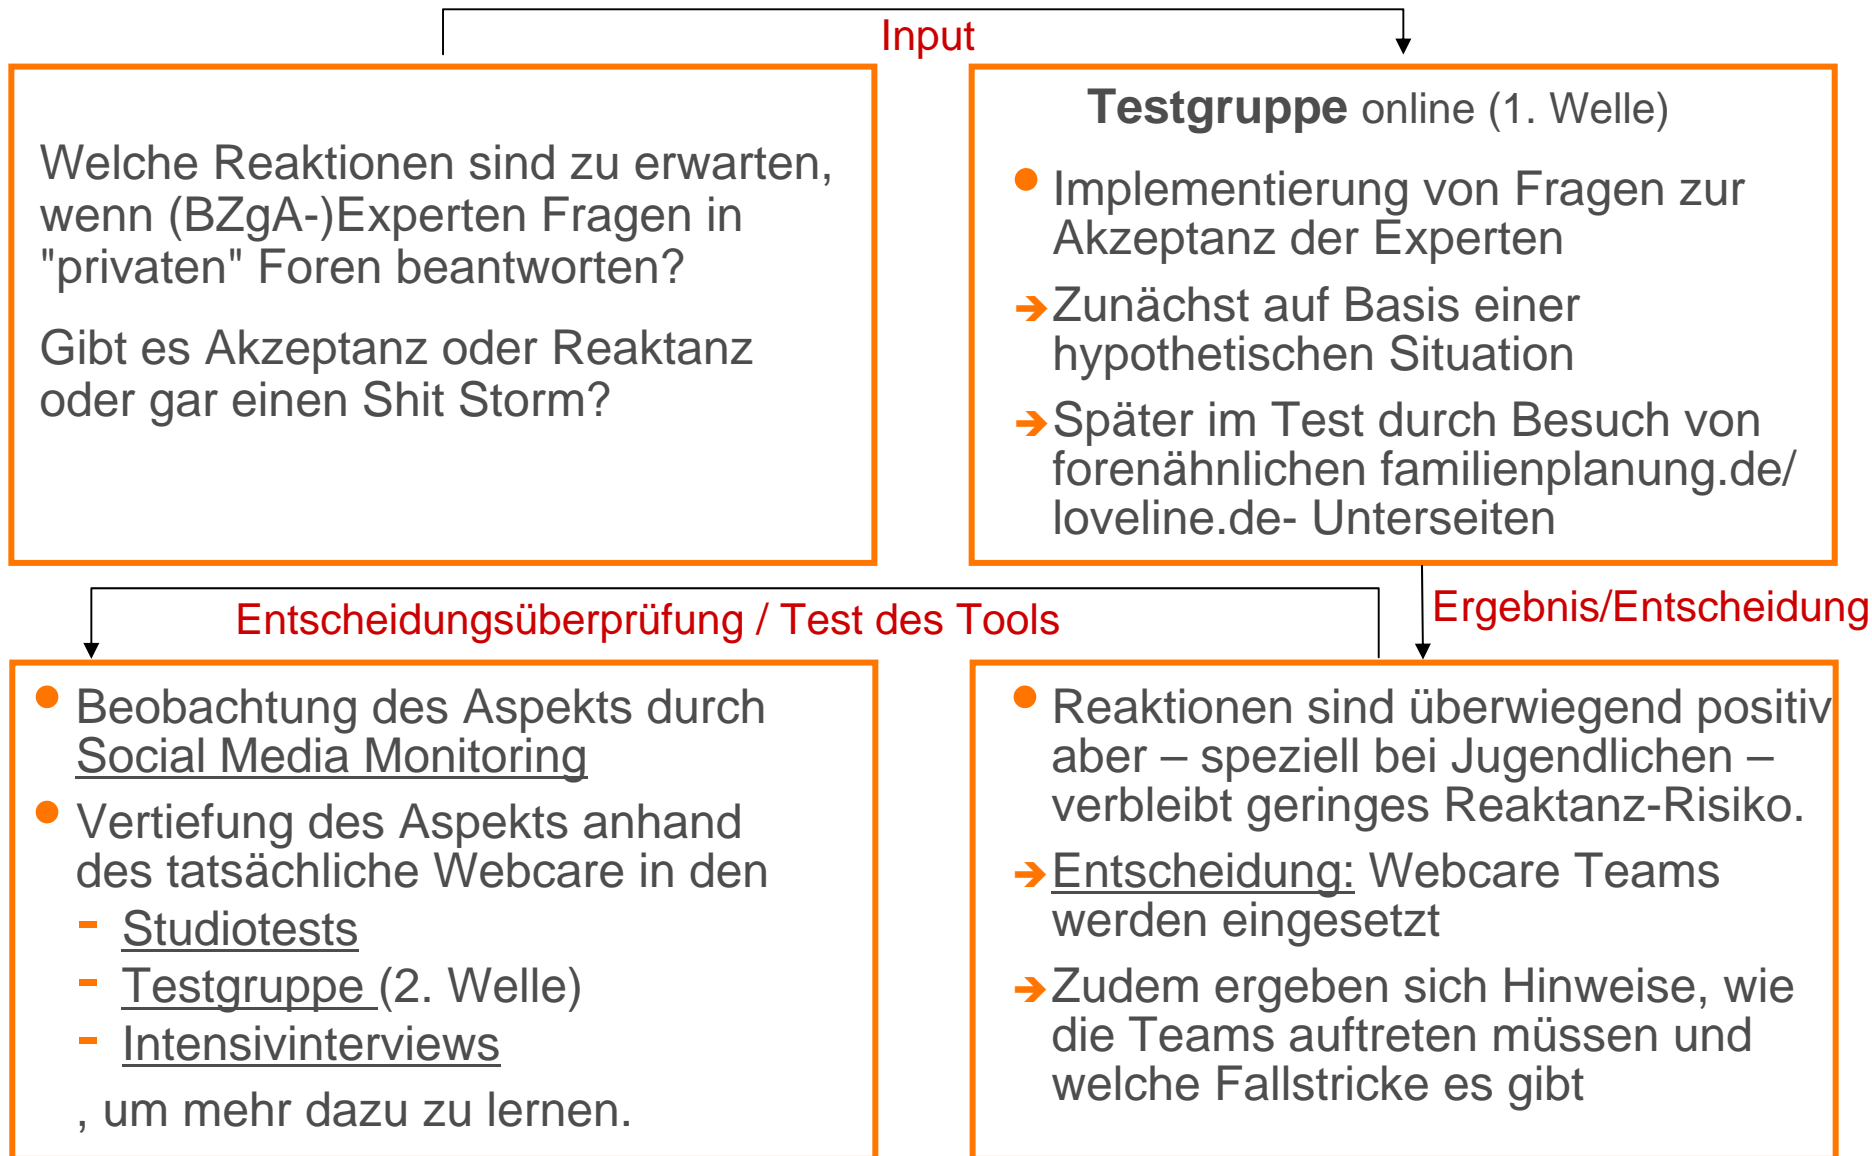 Input
Welche Reaktionen sind zu erwarten,
wenn (BZgA-)Experten Fragen in
"privaten" Foren beantworten?
Gibt es Akzeptanz oder Reaktanz
oder gar einen Shit Storm?
Testgruppe online (1. Welle)
Implementierung von Fragen zur
Akzeptanz der Experten
Zunächst auf Basis einer
hypothetischen Situation
Später im Test durch Besuch von
forenähnlichen familienplanung.de/
loveline.de- Unterseiten
Ergebnis/Entscheidung
Reaktionen sind überwiegend positiv
aber – speziell bei Jugendlichen –
verbleibt geringes Reaktanz-Risiko.
Entscheidung: Webcare Teams
werden eingesetzt
Zudem ergeben sich Hinweise, wie
die Teams auftreten müssen und
welche Fallstricke es gibt
Entscheidungsüberprüfung / Test des Tools
Beobachtung des Aspekts durch
Social Media Monitoring
Vertiefung des Aspekts anhand
des tatsächliche Webcare in den
- Studiotests
- Testgruppe (2. Welle)
- Intensivinterviews
, um mehr dazu zu lernen.